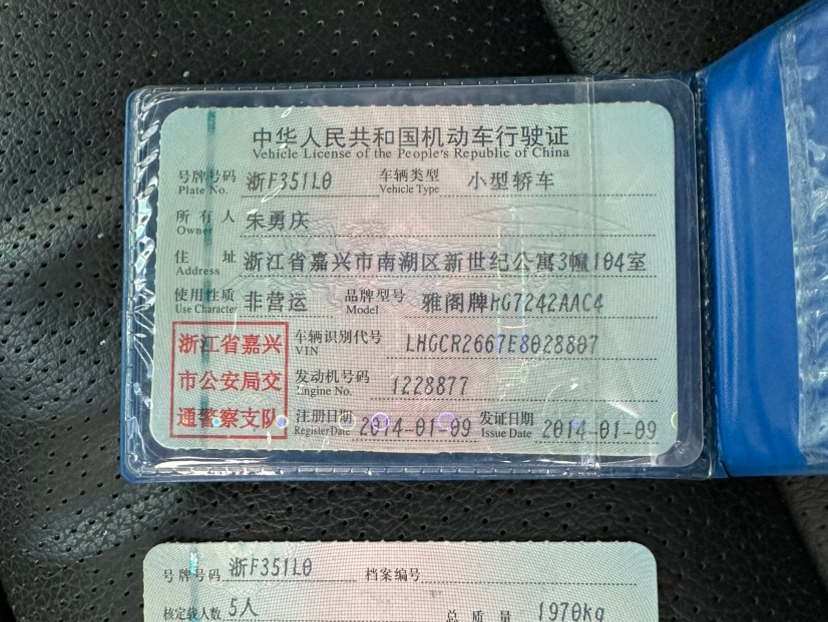 中华人民共和国机动车行驶证
Vehicle License of the People's Republic of China
号牌号码 浙F351L0 车辆类型 小型轿车
Plate No. Vehicle Type
所有人 朱勇庆
Owner
住址 浙江省嘉兴市南湖区新世纪公寓3幢104室
Address
使用性质 非营运 品牌型号 雅阁牌HG7242AAC4
Use Character Model
浙江省嘉兴 车辆识别代号 LHGCR2667E8028807
VIN
市公安局交 发动机号码 1228877
Engine No.
通警察支队 注册日期 2014-01-09 发证日期 2014-01-09
Register Date Issue Date
号牌号码 浙F351L0 档案编号
核定载人数 5人 总质量 1970kg